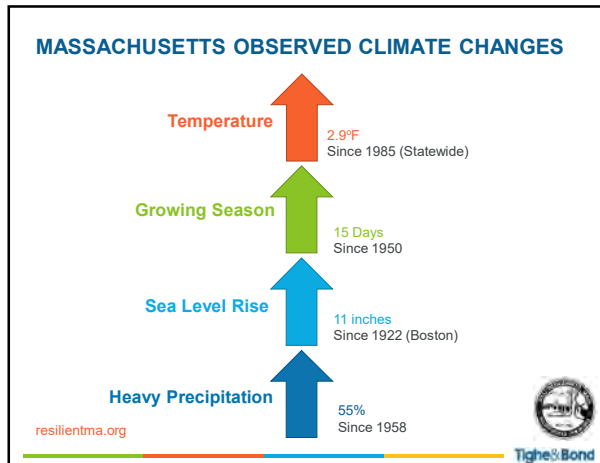 MASSACHUSETTS OBSERVED CLIMATE CHANGES
Temperature
2.9ºF
Since 1985 (Statewide)
Growing Season
15 Days
Since 1950
Sea Level Rise
11 inches
Since 1922 (Boston)
Heavy Precipitation
55%
Since 1958
resilientma.org
Tighe&Bond